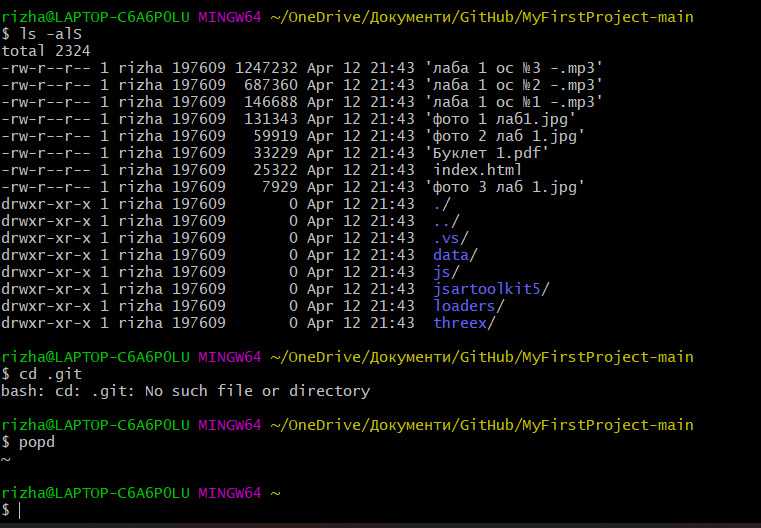 rizha@LAPTOP-C6A6P0LU MINGW64 ~/OneDrive/Документи/GitHub/MyFirstProject-main
$ ls -alS
total 2324
-rw-r--r-- 1 rizha 197609 1247232 Apr 12 21:43 'лаба 1 ос №3 -.mp3'
-rw-r--r-- 1 rizha 197609  687360 Apr 12 21:43 'лаба 1 ос №2 -.mp3'
-rw-r--r-- 1 rizha 197609  146688 Apr 12 21:43 'лаба 1 ос №1 -.mp3'
-rw-r--r-- 1 rizha 197609  131343 Apr 12 21:43 'фото 1 лаб1.jpg'
-rw-r--r-- 1 rizha 197609   59919 Apr 12 21:43 'фото 2 лаб 1.jpg'
-rw-r--r-- 1 rizha 197609   33229 Apr 12 21:43 'Буклет 1.pdf'
-rw-r--r-- 1 rizha 197609   25322 Apr 12 21:43  index.html
-rw-r--r-- 1 rizha 197609    7929 Apr 12 21:43 'фото 3 лаб 1.jpg'
drwxr-xr-x 1 rizha 197609       0 Apr 12 21:43  ./
drwxr-xr-x 1 rizha 197609       0 Apr 12 21:43  ../
drwxr-xr-x 1 rizha 197609       0 Apr 12 21:43  .vs/
drwxr-xr-x 1 rizha 197609       0 Apr 12 21:43  data/
drwxr-xr-x 1 rizha 197609       0 Apr 12 21:43  js/
drwxr-xr-x 1 rizha 197609       0 Apr 12 21:43  jsartoolkit5/
drwxr-xr-x 1 rizha 197609       0 Apr 12 21:43  loaders/
drwxr-xr-x 1 rizha 197609       0 Apr 12 21:43  threex/
rizha@LAPTOP-C6A6P0LU MINGW64 ~/OneDrive/Документи/GitHub/MyFirstProject-main
$ cd .git
bash: cd: .git: No such file or directory
rizha@LAPTOP-C6A6P0LU MINGW64 ~/OneDrive/Документи/GitHub/MyFirstProject-main
$ popd
~
rizha@LAPTOP-C6A6P0LU MINGW64 ~
$